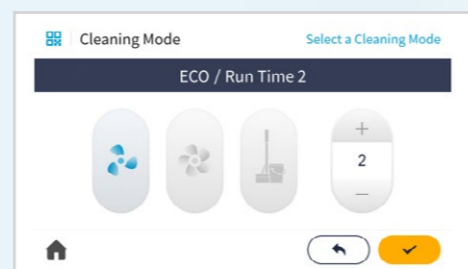 Cleaning Mode
Select a Cleaning Mode
ECO / Run Time 2
+
2
—